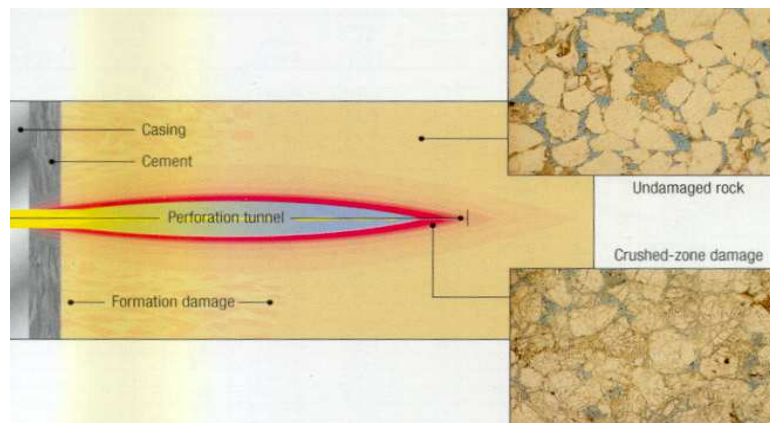 Casing
Cement
Perforation tunnel
Formation damage
Undamaged rock
Crushed-zone damage